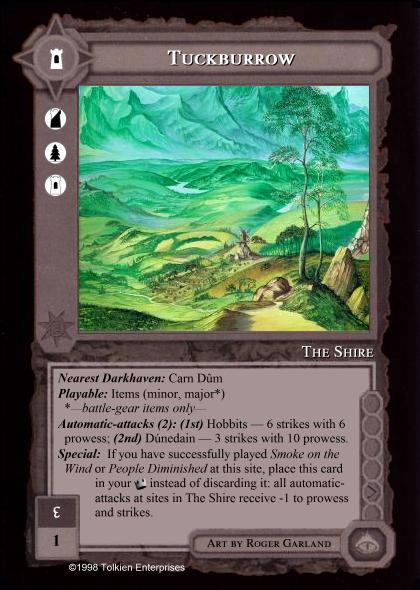 Tuckburrow
The Shire
Nearest Darkhaven: Carn Dûm
Playable: Items (minor, major*)
*—battle-gear items only—
Automatic-attacks (2): (1st) Hobbits — 6 strikes with 6
prowess; (2nd) Dúnedain — 3 strikes with 10 prowess.
Special: If you have successfully played Smoke on the
Wind or People Diminished at this site, place this card
in your instead of discarding it: all automatic-
attacks at sites in The Shire receive -1 to prowess
and strikes.
ε
1
Art by Roger Garland
©1998 Tolkien Enterprises